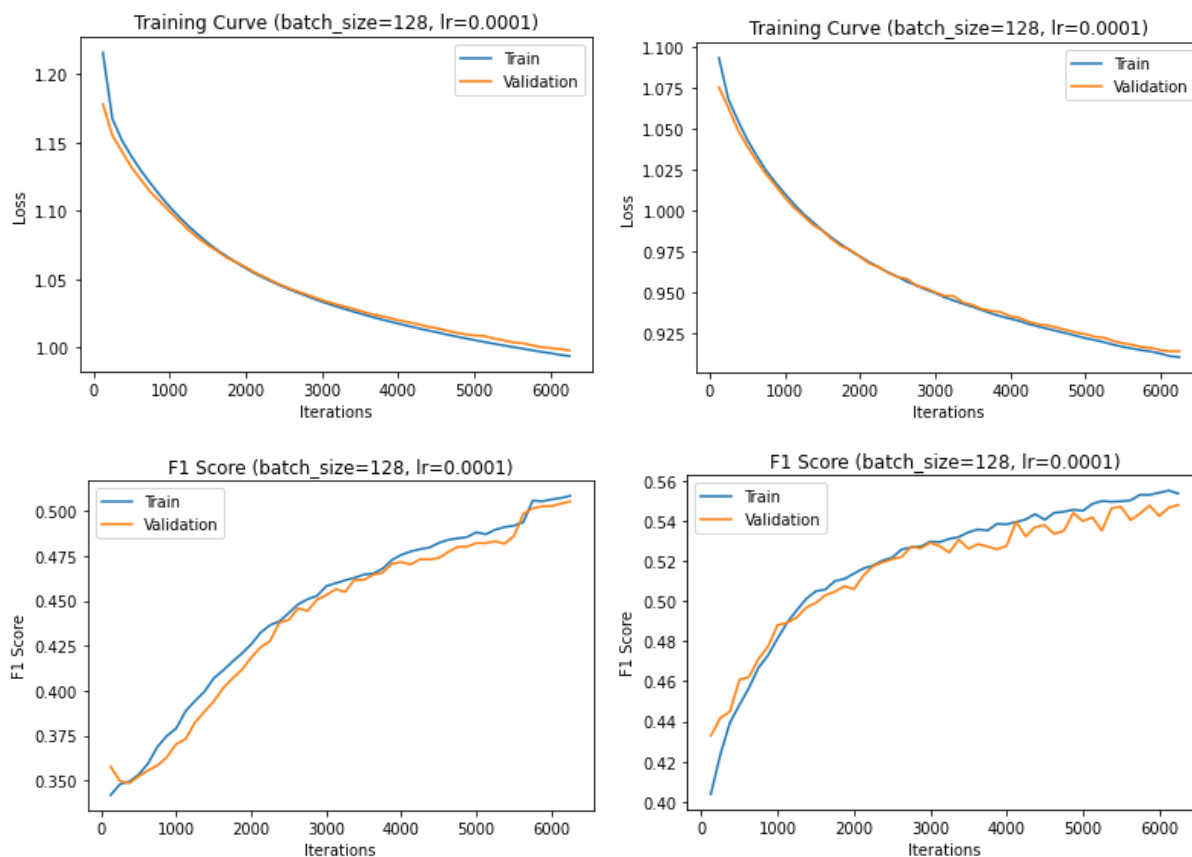 Training Curve (batch_size=128, lr=0.0001)
Train
Validation
1.20
1.15
1.10
1.05
1.00
Loss
0 1000 2000 3000 4000 5000 6000
Iterations
Training Curve (batch_size=128, lr=0.0001)
Train
Validation
1.100
1.075
1.050
1.025
1.000
0.975
0.950
0.925
Loss
0 1000 2000 3000 4000 5000 6000
Iterations
F1 Score (batch_size=128, lr=0.0001)
Train
Validation
0.500
0.475
0.450
0.425
0.400
0.375
0.350
F1 Score
0 1000 2000 3000 4000 5000 6000
Iterations
F1 Score (batch_size=128, lr=0.0001)
Train
Validation
0.56
0.54
0.52
0.50
0.48
0.46
0.44
0.42
0.40
F1 Score
0 1000 2000 3000 4000 5000 6000
Iterations